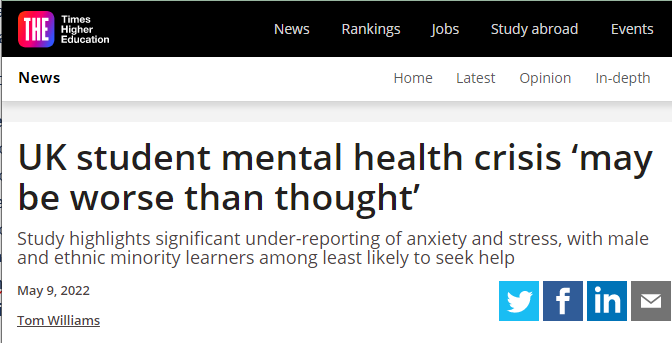 THE
Times
Higher
Education
News Rankings Jobs Study abroad Events
News
Home Latest Opinion In-depth
UK student mental health crisis ‘may
be worse than thought’
Study highlights significant under-reporting of anxiety and stress, with male
and ethnic minority learners among least likely to seek help
May 9, 2022
Tom Williams
f
in